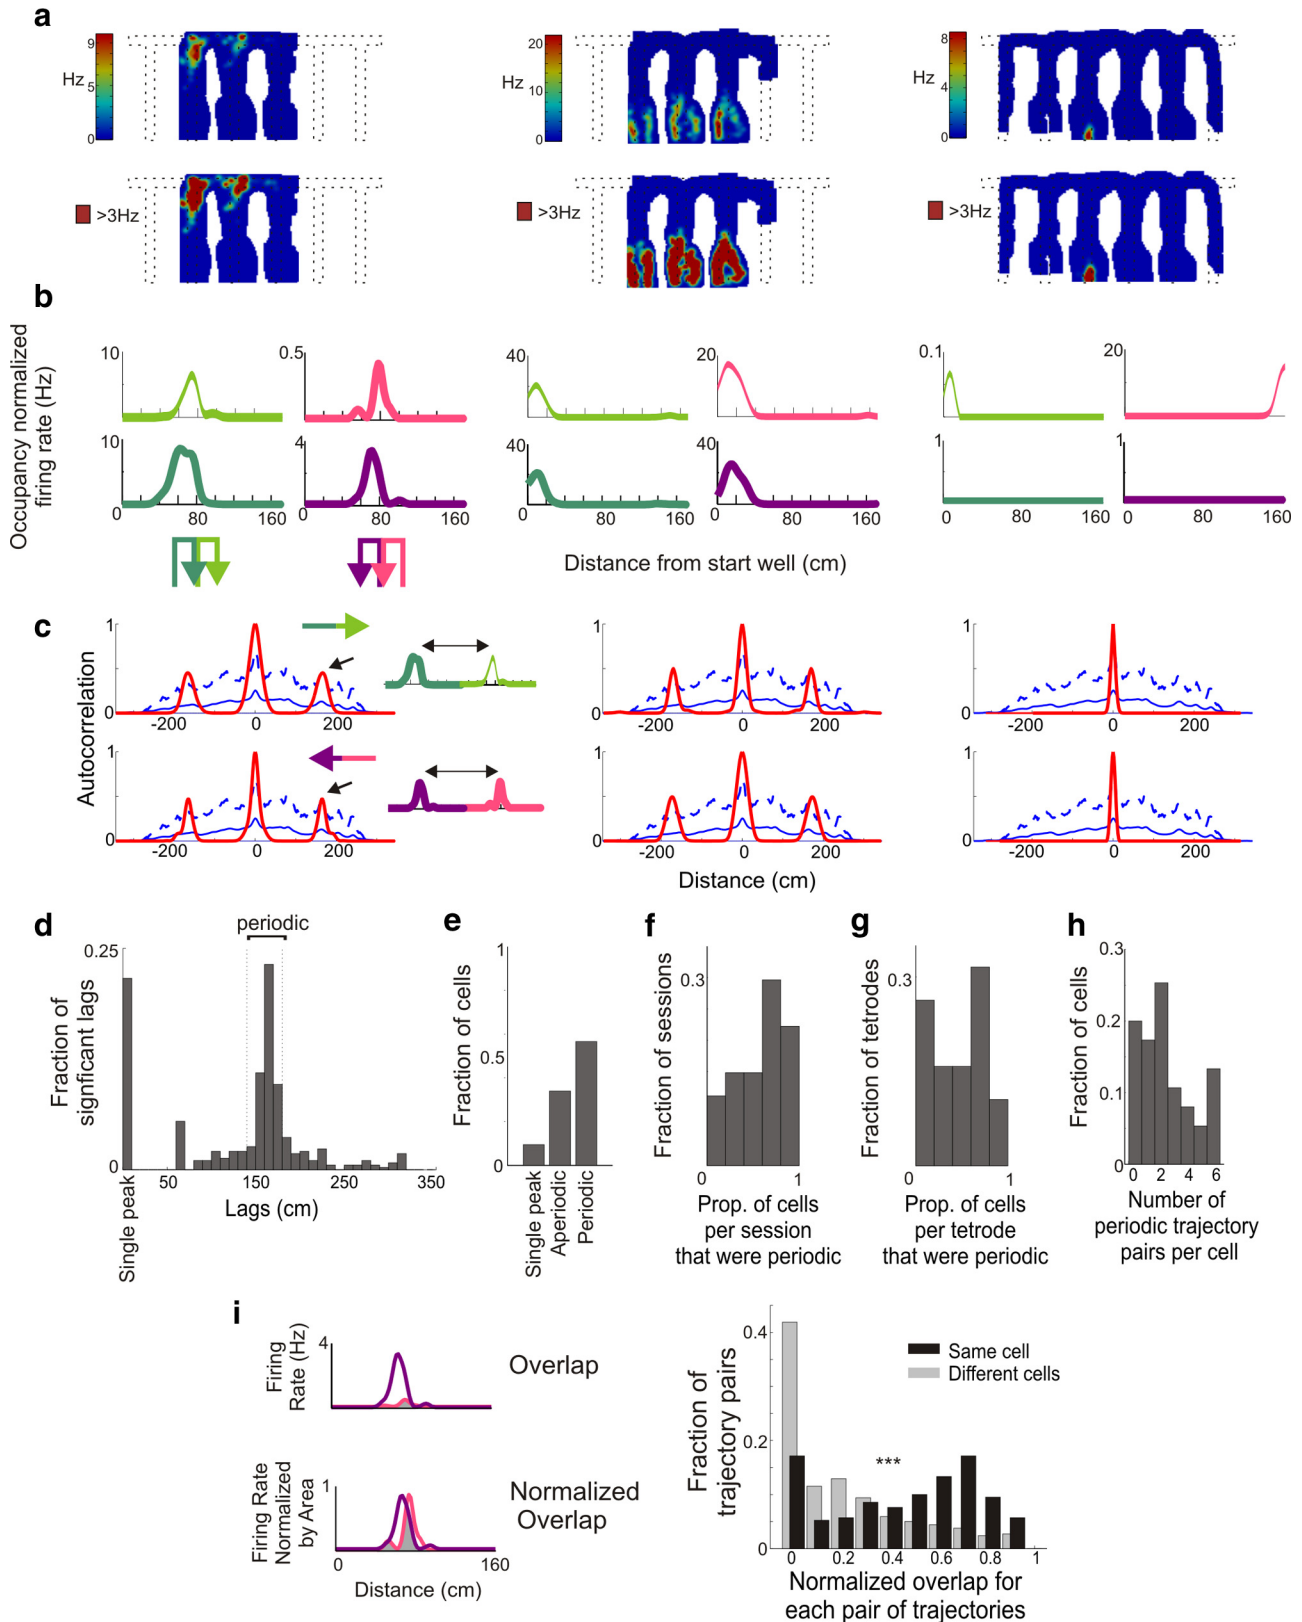 a
9
Hz
5
0
20
Hz
10
0
8
Hz
4
0
>3Hz
>3Hz
>3Hz
b
Occupancy normalized
firing rate (Hz)
10
0.5
40
20
0.1
20
10
4
40
40
1
1
0
80
160
0
80
160
0
80
160
0
80
160
0
80
160
0
80
160
Distance from start well (cm)
c
Autocorrelation
1
0
-200
0
200
1
0
-200
0
200
1
0
-200
0
200
1
0
-200
0
200
1
0
-200
0
200
1
0
-200
0
200
Distance (cm)
d
periodic
0.25
0
Fraction of
signficant lags
Single peak
50
150
250
350
Lags (cm)
e
Fraction of cells
1
0.5
0
Single peak
Aperiodic
Periodic
f
Fraction of sessions
0.3
0
1
Prop. of cells
per session
that were periodic
g
Fraction of tetrodes
0.3
0
1
Prop. of cells
per tetrode
that were periodic
h
Fraction of cells
0.3
0.2
0.1
0
0
2
4
6
Number of
periodic trajectory
pairs per cell
i
Firing
Rate (Hz)
4
Overlap
Firing Rate
Normalized
by Area
1
Normalized
Overlap
0
160
Distance (cm)
Fraction of
trajectory pairs
0.4
0.2
0
Same cell
Different cells
***
0
0.2
0.4
0.6
0.8
1
Normalized overlap for
each pair of trajectories